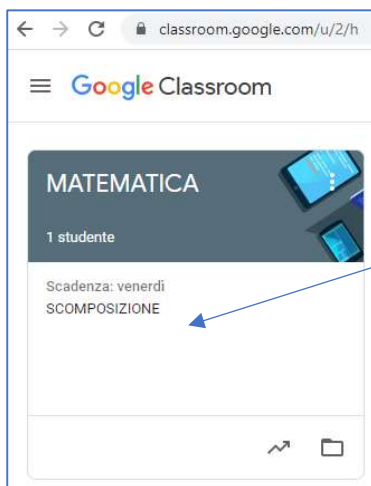 classroom.google.com/u/2/h
Google Classroom
MATEMATICA
1 studente
Scadenza: venerdì
SCOMPOSIZIONE